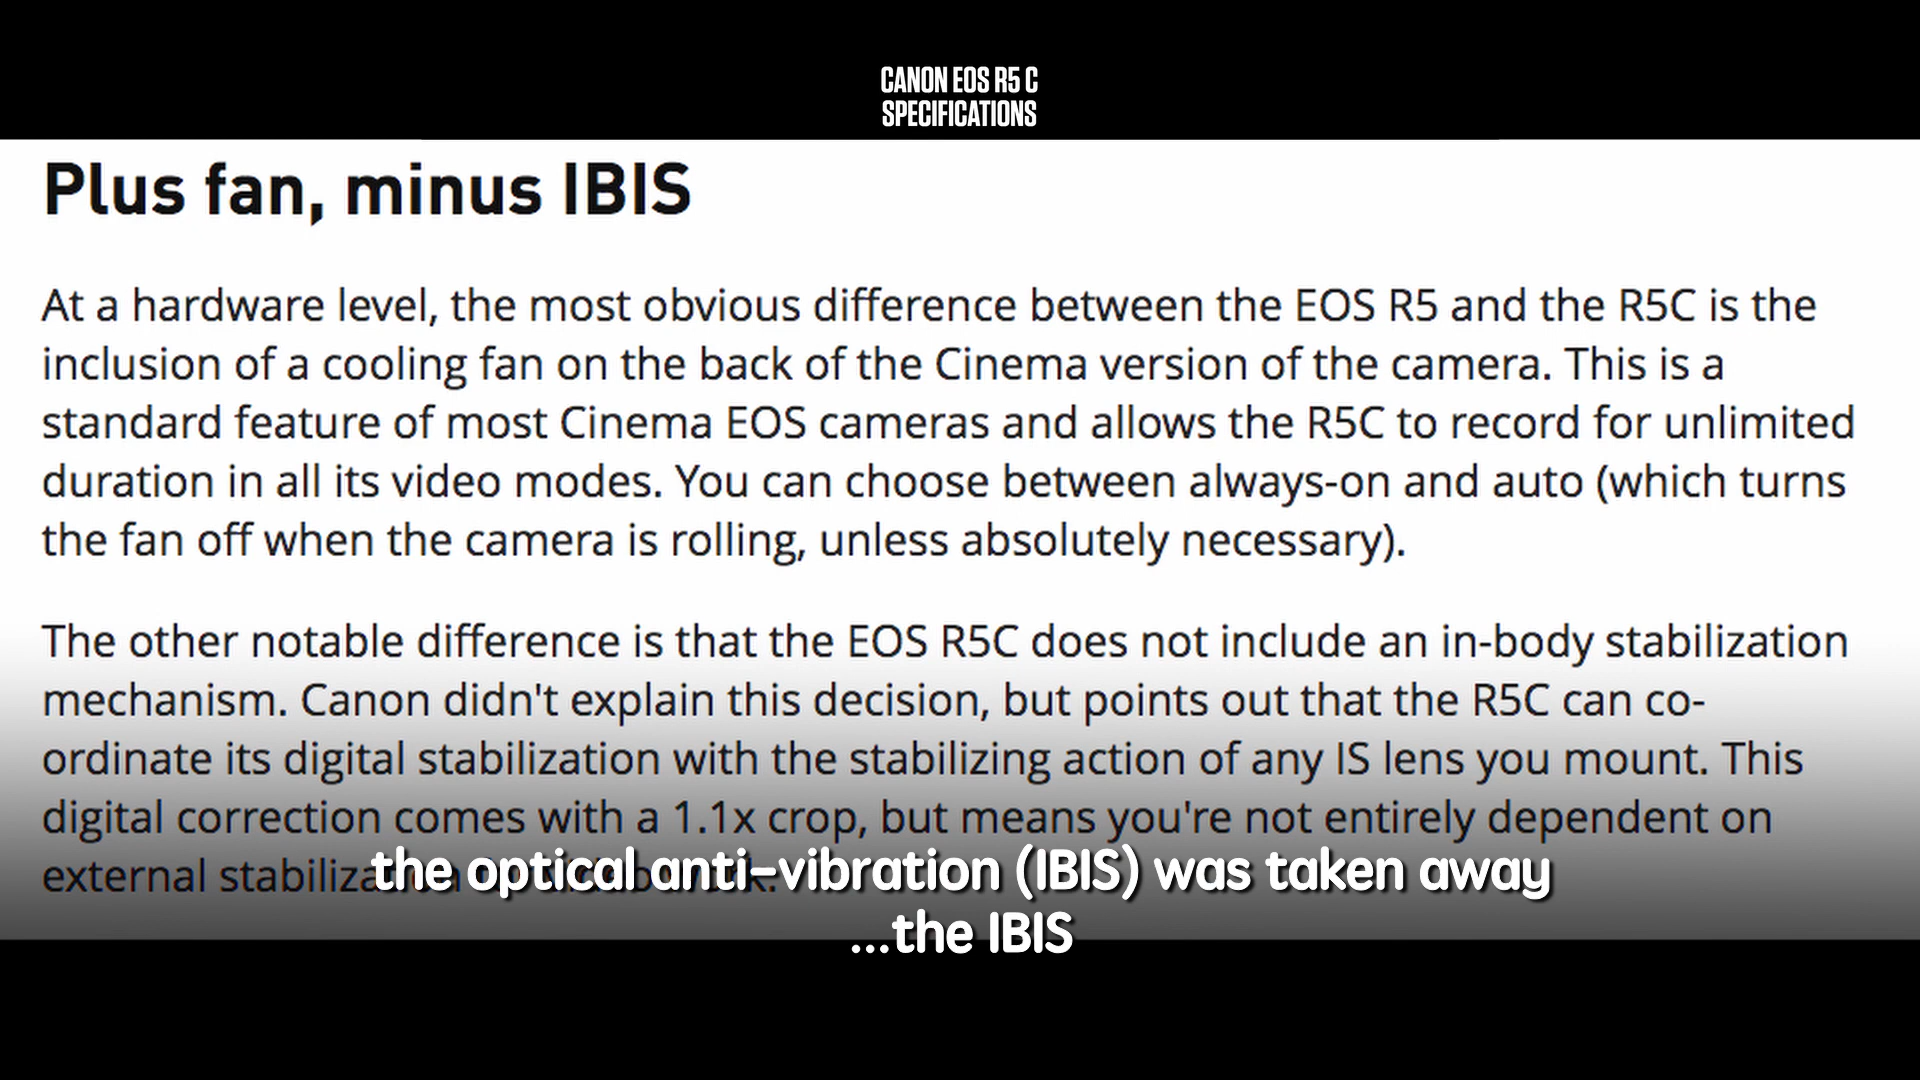 CANON EOS R5 C
SPECIFICATIONS
Plus fan, minus IBIS
At a hardware level, the most obvious difference between the EOS R5 and the R5C is the
inclusion of a cooling fan on the back of the Cinema version of the camera. This is a
standard feature of most Cinema EOS cameras and allows the R5C to record for unlimited
duration in all its video modes. You can choose between always-on and auto (which turns
the fan off when the camera is rolling, unless absolutely necessary).
The other notable difference is that the EOS R5C does not include an in-body stabilization
mechanism. Canon didn't explain this decision, but points out that the R5C can co-
ordinate its digital stabilization with the stabilizing action of any IS lens you mount. This
digital correction comes with a 1.1x crop, but means you're not entirely dependent on
external
the optical anti-vibration (IBIS) was taken away
...the IBIS